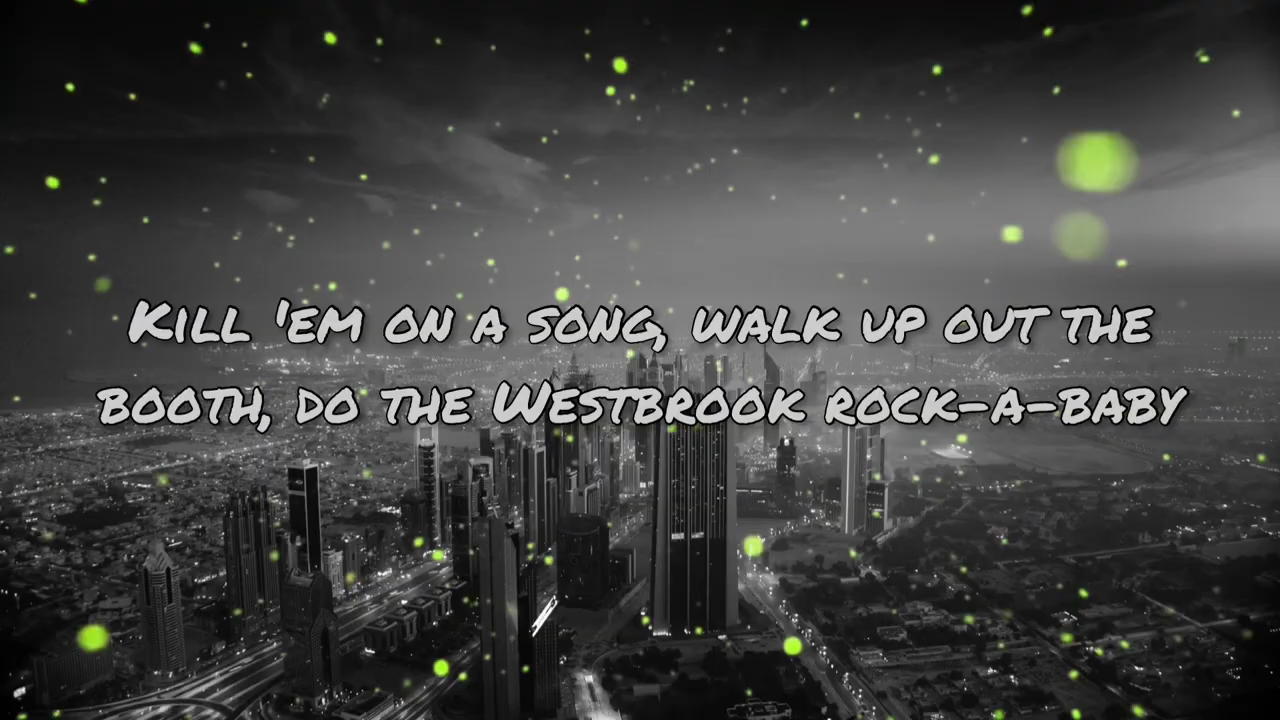 Kill 'em on a song, walk up out the
booth, do the Westbrook rock-a-baby